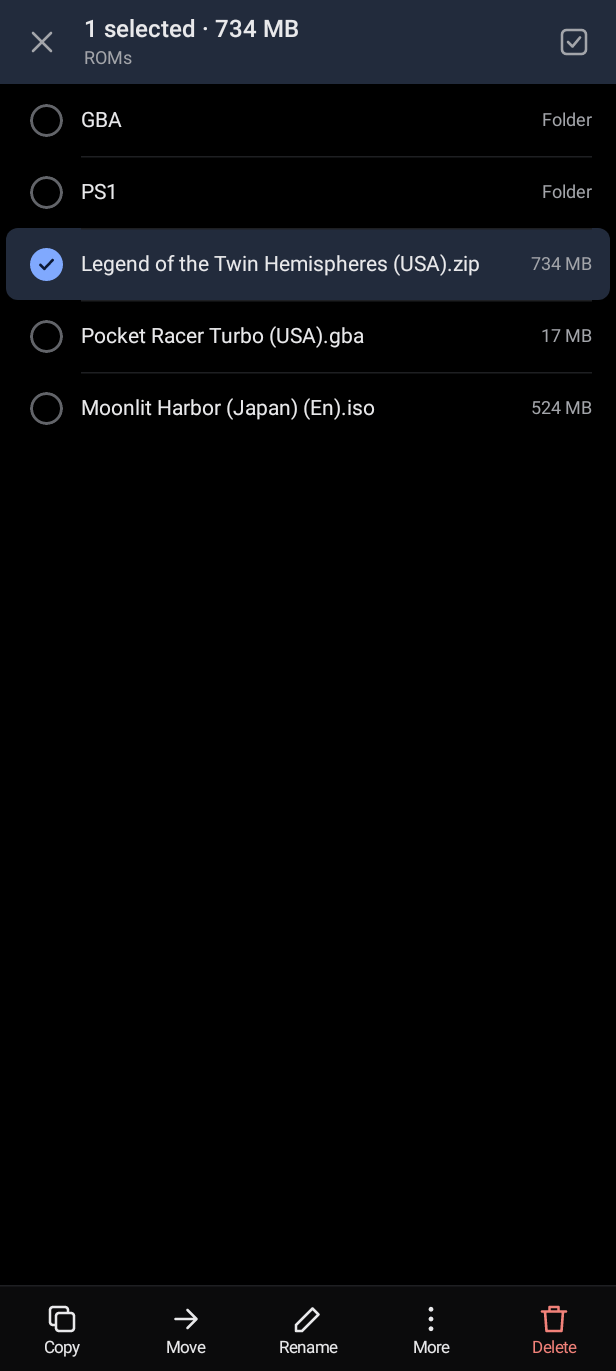 1 selected · 734 MB
ROMs
GBA Folder
PS1 Folder
Legend of the Twin Hemispheres (USA).zip 734 MB
Pocket Racer Turbo (USA).gba 17 MB
Moonlit Harbor (Japan) (En).iso 524 MB
Copy Move Rename More Delete